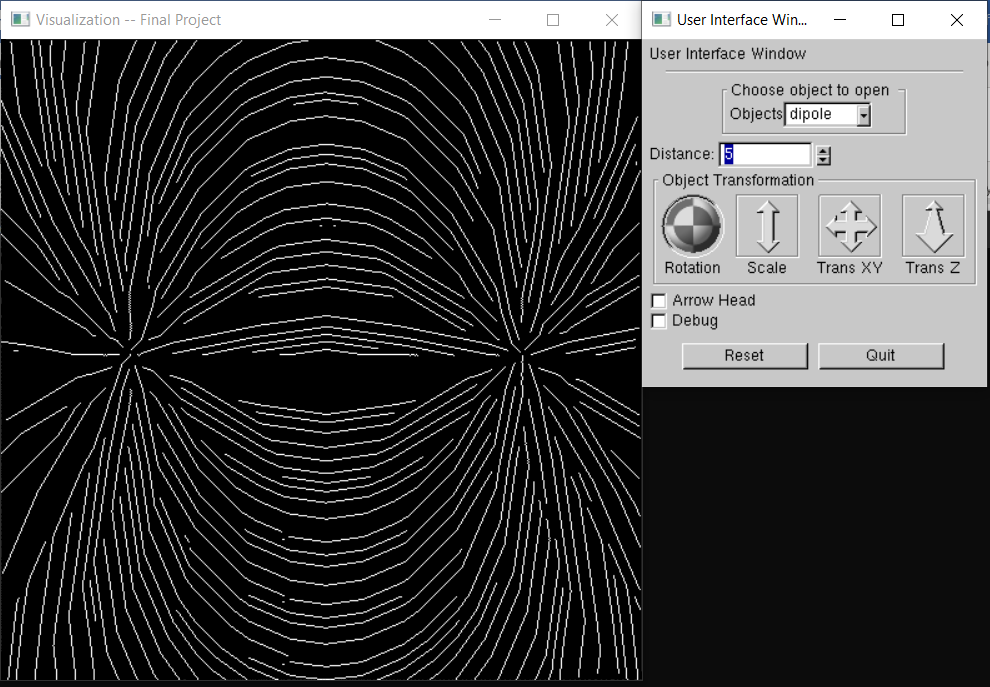 Visualization -- Final Project
User Interface Win...
User Interface Window
Choose object to open
Objects dipole
Distance: 5
Object Transformation
Rotation Scale Trans XY Trans Z
Arrow Head
Debug
Reset Quit